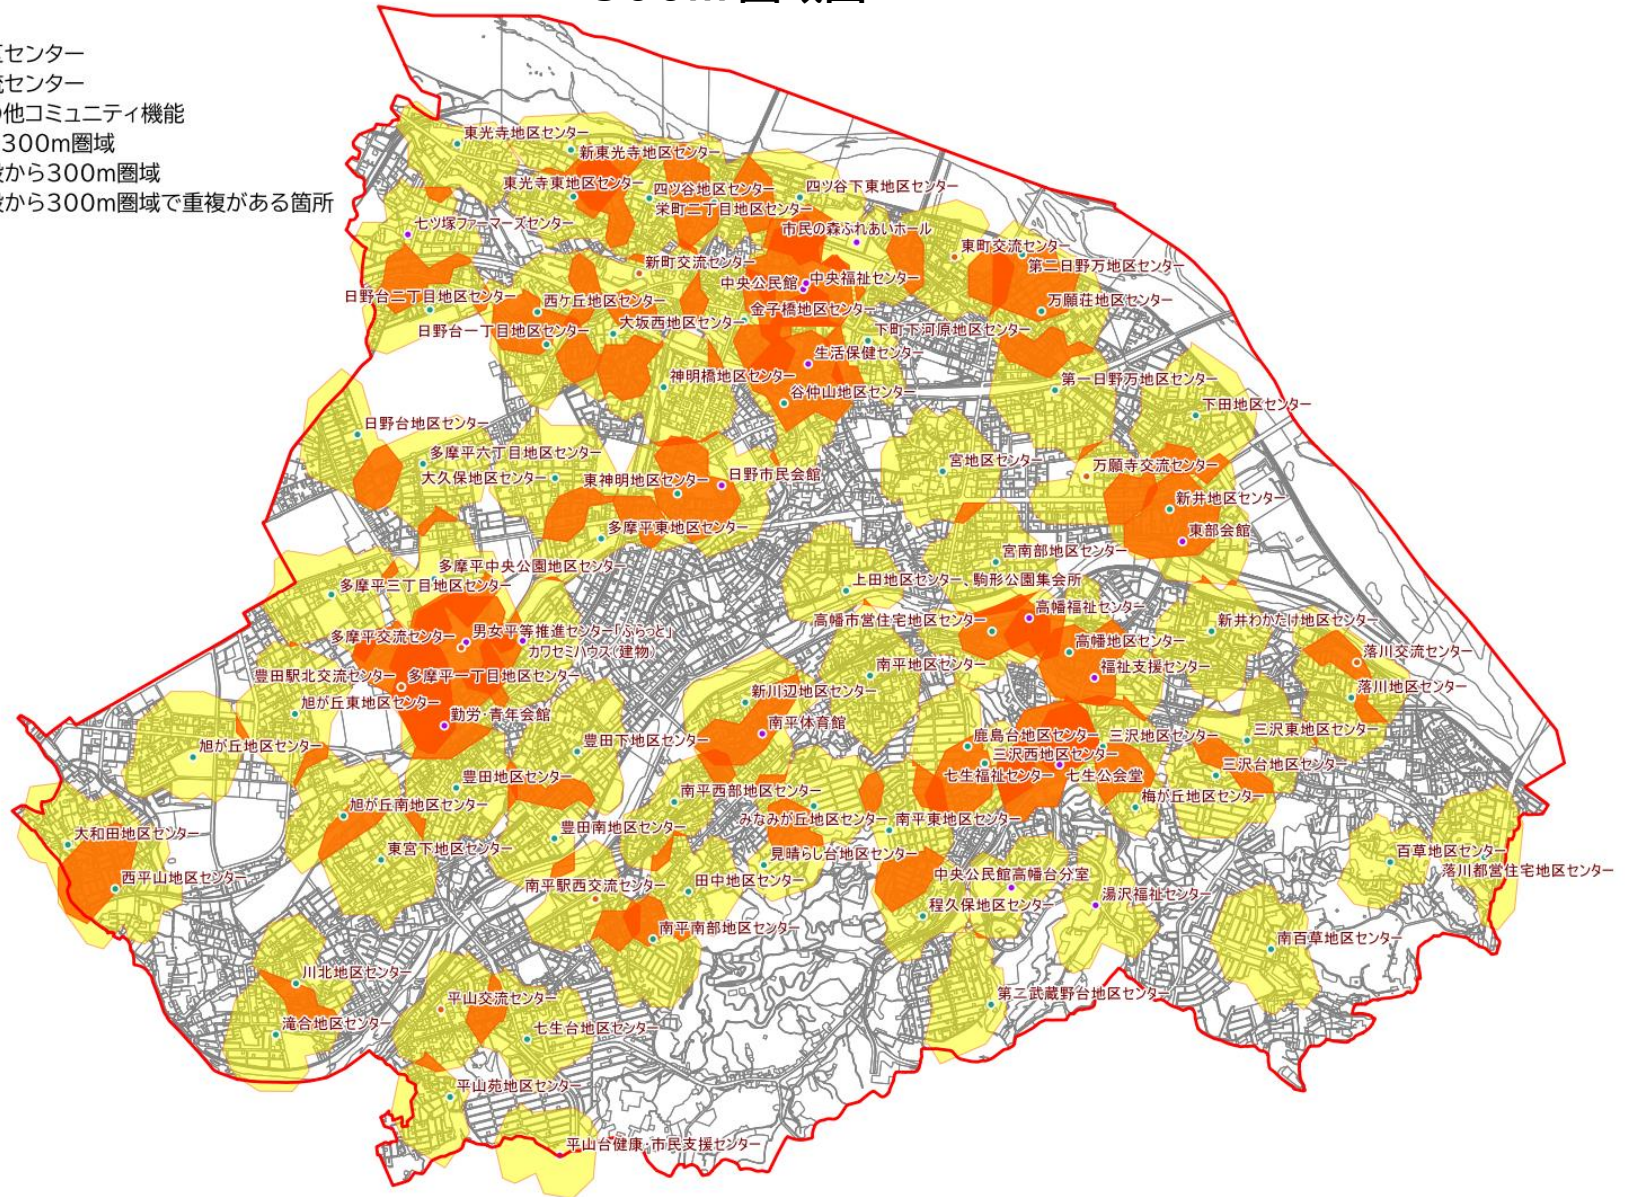 300m圏域図
センター
センター
他コミュニティ機能
300m圏域
から300m圏域
から300m圏域で重複がある箇所
東光寺地区センター
新東光寺地区センター
東光寺東地区センター
四ツ谷地区センター
四ツ谷下東地区センター
栄町二丁目地区センター
七ツ塚ファーマーズセンター
市民の森ふれあいホール
東町交流センター
新町交流センター
第二日野万地区センター
中央公民館
中央福祉センター
日野台二丁目地区センター
西ケ丘地区センター
万願荘地区センター
金子橋地区センター
大坂西地区センター
日野台一丁目地区センター
下町下河原地区センター
生活保健センター
神明橋地区センター
第一日野万地区センター
谷仲山地区センター
下田地区センター
日野台地区センター
多摩平六丁目地区センター
宮地区センター
万願寺交流センター
大久保地区センター
東神明地区センター
日野市民会館
新井地区センター
多摩平東地区センター
東部会館
宮南部地区センター
多摩平中央公園地区センター
多摩平三丁目地区センター
上田地区センター、駒形公園集会所
高幡福祉センター
高幡市営住宅地区センター
新井わかたけ地区センター
多摩平交流センター
男女平等推進センター「ふらっと」
カワセミハウス(建物)
高幡地区センター
落川交流センター
南平地区センター
福祉支援センター
豊田駅北交流センター
多摩平一丁目地区センター
落川地区センター
新川辺地区センター
旭が丘東地区センター
勤労・青年会館
南平体育館
三沢東地区センター
鹿島台地区センター
三沢地区センター
豊田下地区センター
旭が丘地区センター
三沢西地区センター
三沢台地区センター
豊田地区センター
七生福祉センター
七生公会堂
南平西部地区センター
梅が丘地区センター
旭が丘南地区センター
みなみが丘地区センター
南平東地区センター
豊田南地区センター
大和田地区センター
東宮下地区センター
見晴らし台地区センター
百草地区センター
西平山地区センター
中央公民館高幡台分室
落川都営住宅地区センター
南平駅西交流センター
田中地区センター
湯沢福祉センター
程久保地区センター
南平南部地区センター
南百草地区センター
川北地区センター
平山交流センター
第二武蔵野台地区センター
滝合地区センター
七生台地区センター
平山苑地区センター
平山台健康・市民支援センター